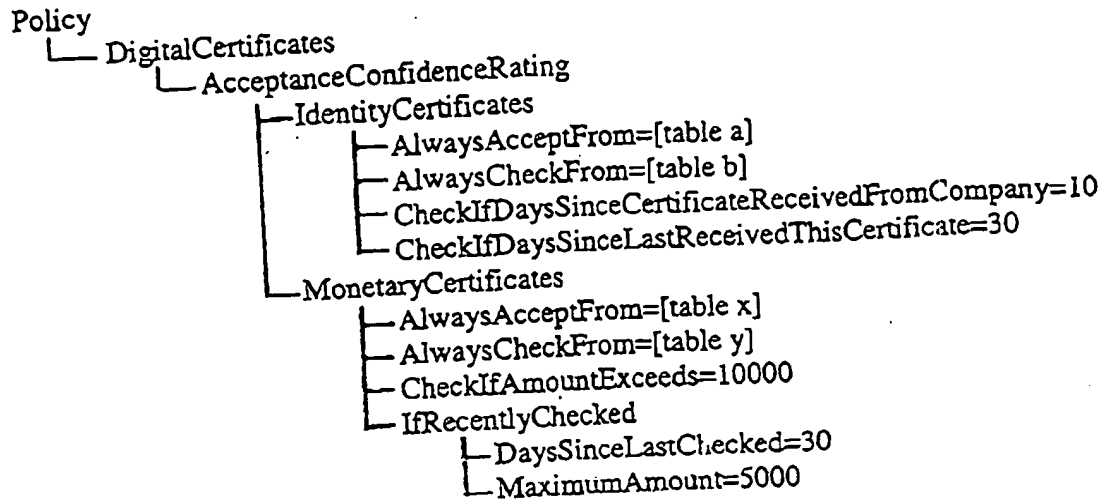 Policy
DigitalCertificates
AcceptanceConfidenceRating
IdentityCertificates
AlwaysAcceptFrom=[table a]
AlwaysCheckFrom=[table b]
CheckIfDaysSinceCertificateReceivedFromCompany=10
CheckIfDaysSinceLastReceivedThisCertificate=30
MonetaryCertificates
AlwaysAcceptFrom=[table x]
AlwaysCheckFrom=[table y]
CheckIfAmountExceeds=10000
IfRecentlyChecked
DaysSinceLastChecked=30
MaximumAmount=5000